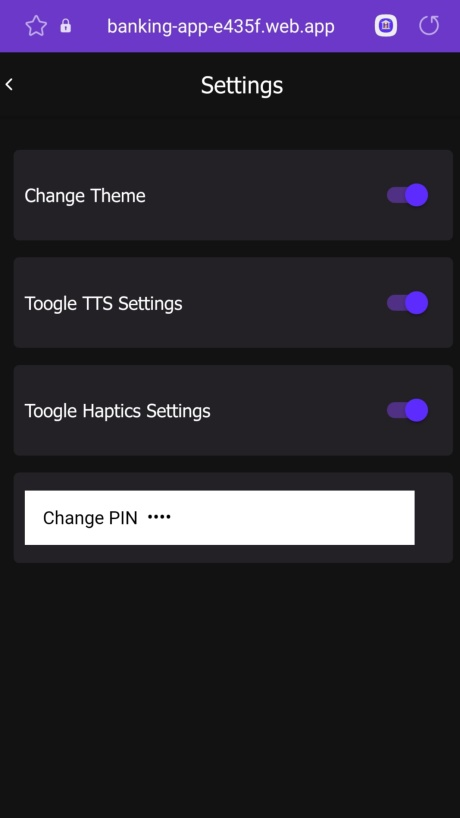 banking-app-e435f.web.app
Settings
Change Theme
Toogle TTS Settings
Toogle Haptics Settings
Change PIN ••••